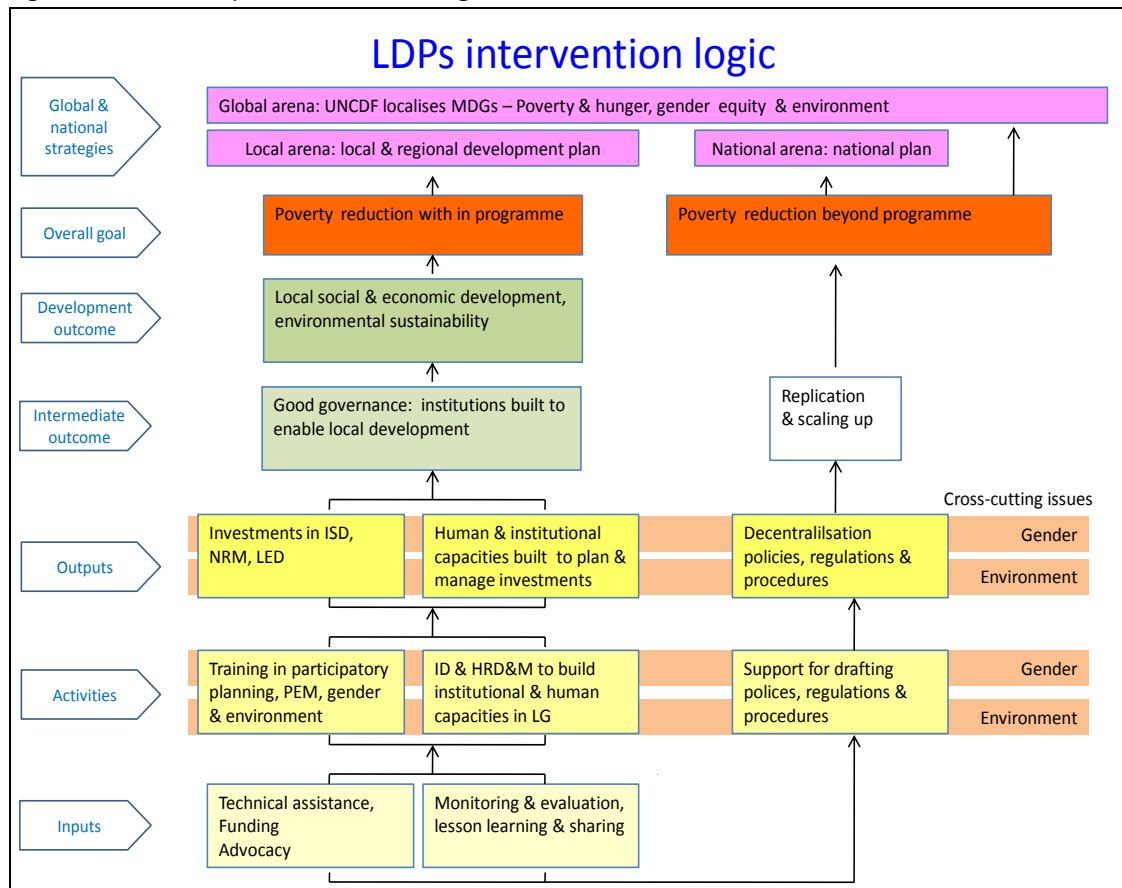 LDPs intervention logic
Global &
national
strategies
Global arena: UNCDF localises MDGs – Poverty & hunger, gender equity & environment
Local arena: local & regional development plan
National arena: national plan
Overall goal
Poverty reduction with in programme
Poverty reduction beyond programme
Development
outcome
Local social & economic development,
environmental sustainability
Intermediate
outcome
Good governance: institutions built to
enable local development
Replication
& scaling up
Cross-cutting issues
Outputs
Investments in ISD,
NRM, LED
Human & institutional
capacities built to plan &
manage investments
Decentralilsation
policies, regulations &
procedures
Gender
Environment
Activities
Training in participatory
planning, PEM, gender
& environment
ID & HRD&M to build
institutional & human
capacities in LG
Support for drafting
polices, regulations &
procedures
Gender
Environment
Inputs
Technical assistance,
Funding
Advocacy
Monitoring & evaluation,
lesson learning & sharing